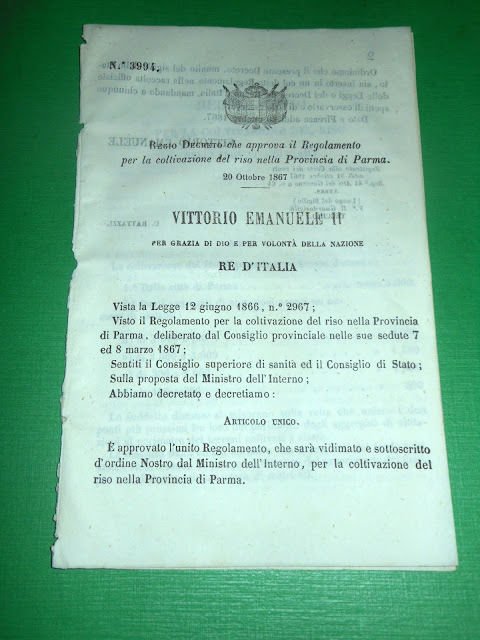 N.° 3994.
REGIO DECRETO che approva il Regolamento
per la coltivazione del riso nella Provincia di Parma.
20 Ottobre 1867
VITTORIO EMANUELE II
PER GRAZIA DI DIO E PER VOLONTÀ DELLA NAZIONE
RE D'ITALIA
Vista la Legge 12 giugno 1866, n.° 2967;
Visto il Regolamento per la coltivazione del riso nella Provincia
di Parma, deliberato dal Consiglio provinciale nelle sue sedute 7
ed 8 marzo 1867;
Sentiti il Consiglio superiore di sanità ed il Consiglio di Stato;
Sulla proposta del Ministro dell'Interno;
Abbiamo decretato e decretiamo:
ARTICOLO UNICO.
È approvato l'unito Regolamento, che sarà vidimato e sottoscritto
d'ordine Nostro dal Ministro dell'Interno, per la coltivazione del
riso nella Provincia di Parma.